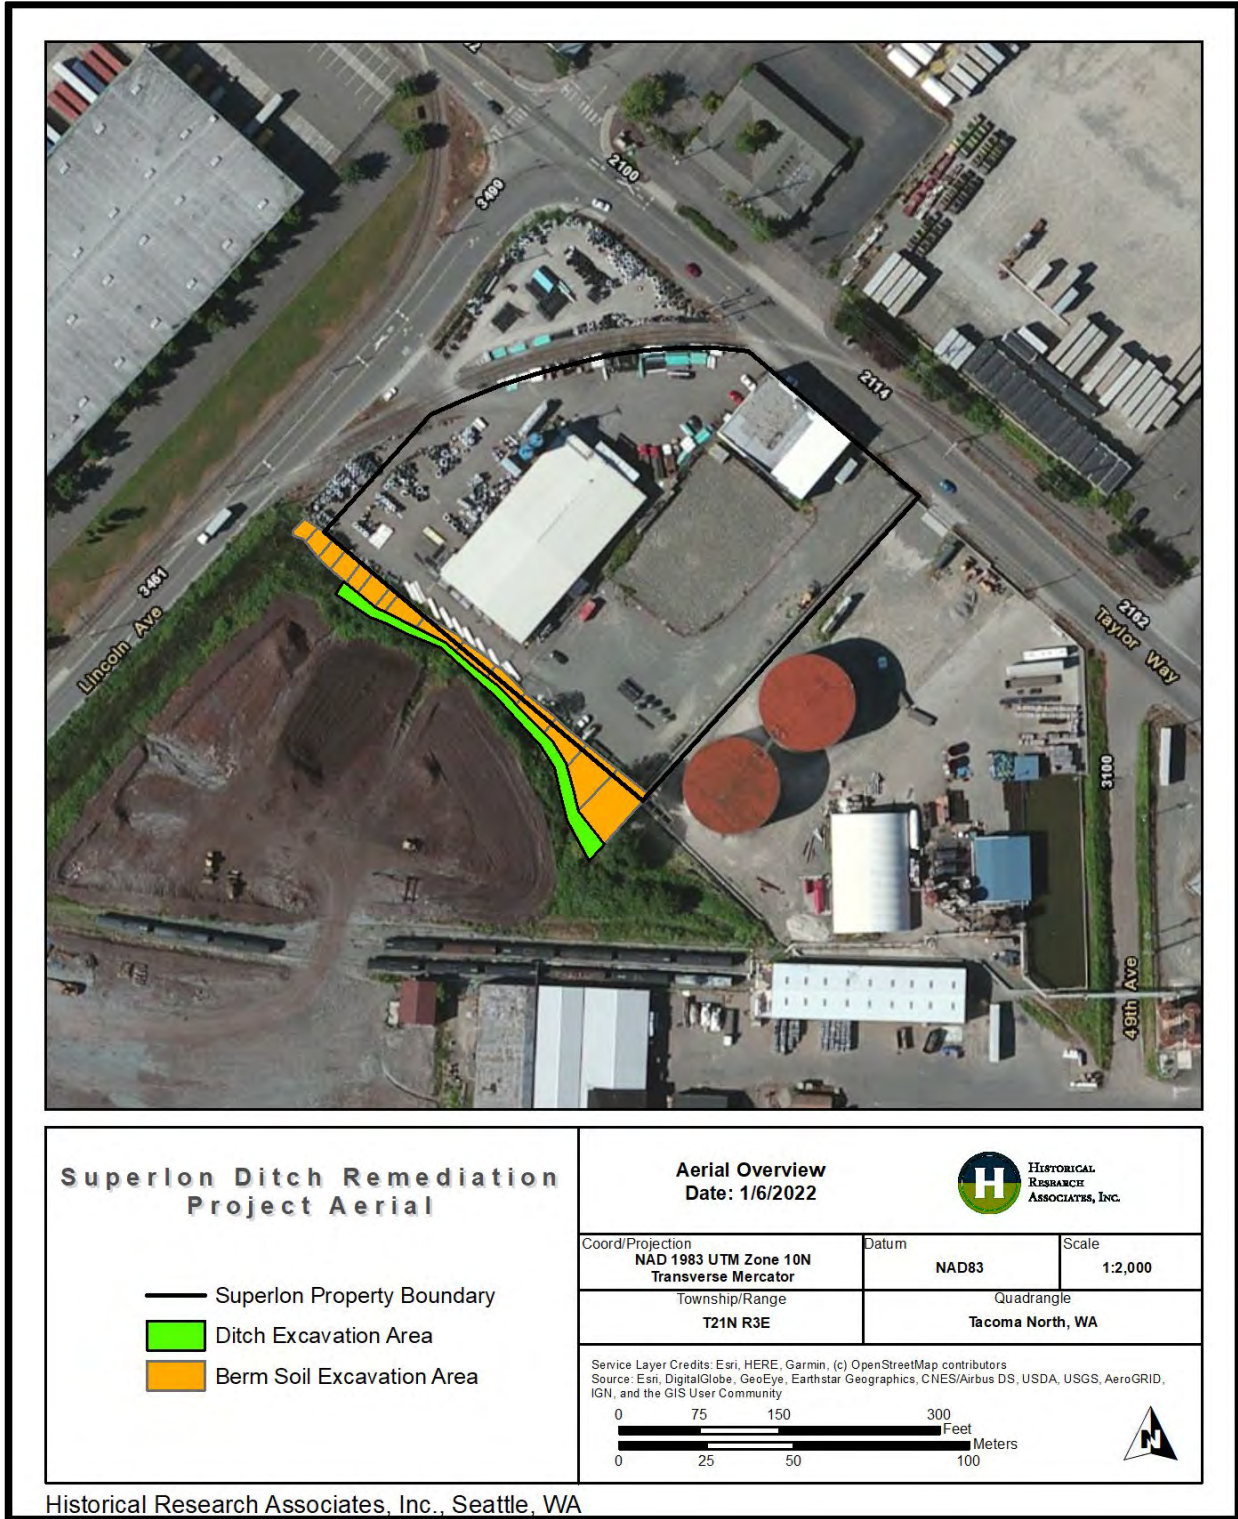 2100
3499
2114
3461
Lincoln Ave
2162
Taylor Way
3100
49th Ave
Superlon Ditch Remediation
Project Aerial
Superlon Property Boundary
Ditch Excavation Area
Berm Soil Excavation Area
Aerial Overview
Date: 1/6/2022
HISTORICAL
RESEARCH
ASSOCIATES, INC.
Coord/Projection
NAD 1983 UTM Zone 10N
Transverse Mercator
Datum
NAD83
Scale
1:2,000
Township/Range
T21N R3E
Quadrangle
Tacoma North, WA
Service Layer Credits: Esri, HERE, Garmin, (c) OpenStreetMap contributors
Source: Esri, DigitalGlobe, GeoEye, Earthstar Geographics, CNES/Airbus DS, USDA, USGS, AeroGRID,
IGN, and the GIS User Community
0 75 150 300
Feet
Meters
0 25 50 100
N
Historical Research Associates, Inc., Seattle, WA